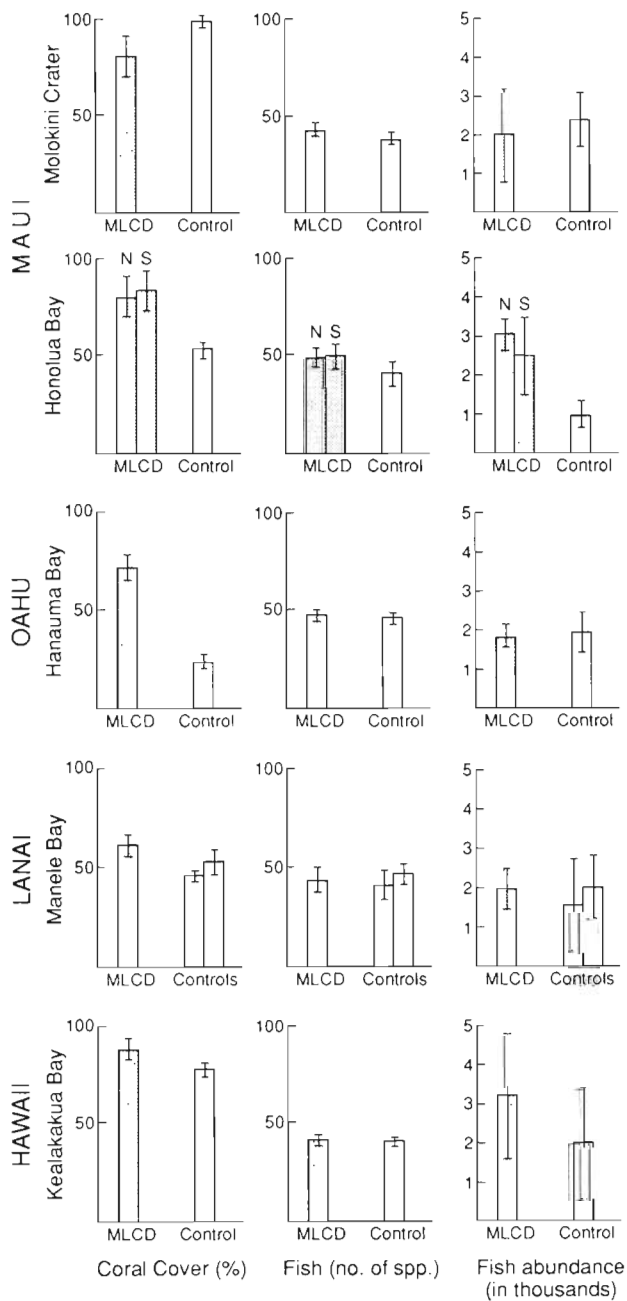 MAUI
Molokini Crater
100
50
MLCD Control
100
50
MLCD Control
5
4
3
2
1
MLCD Control
Honolua Bay
100
50
N S
MLCD Control
100
50
N S
MLCD Control
5
4
3
2
1
N S
MLCD Control
OAHU
Hanauma Bay
100
50
MLCD Control
100
50
MLCD Control
5
4
3
2
1
MLCD Control
LANAI
Manele Bay
100
50
MLCD Controls
100
50
MLCD Controls
5
4
3
2
1
MLCD Controls
HAWAII
Kealakakua Bay
100
50
MLCD Control
100
50
MLCD Control
5
4
3
2
1
MLCD Control
Coral Cover (%)
Fish (no. of spp.)
Fish abundance
(in thousands)